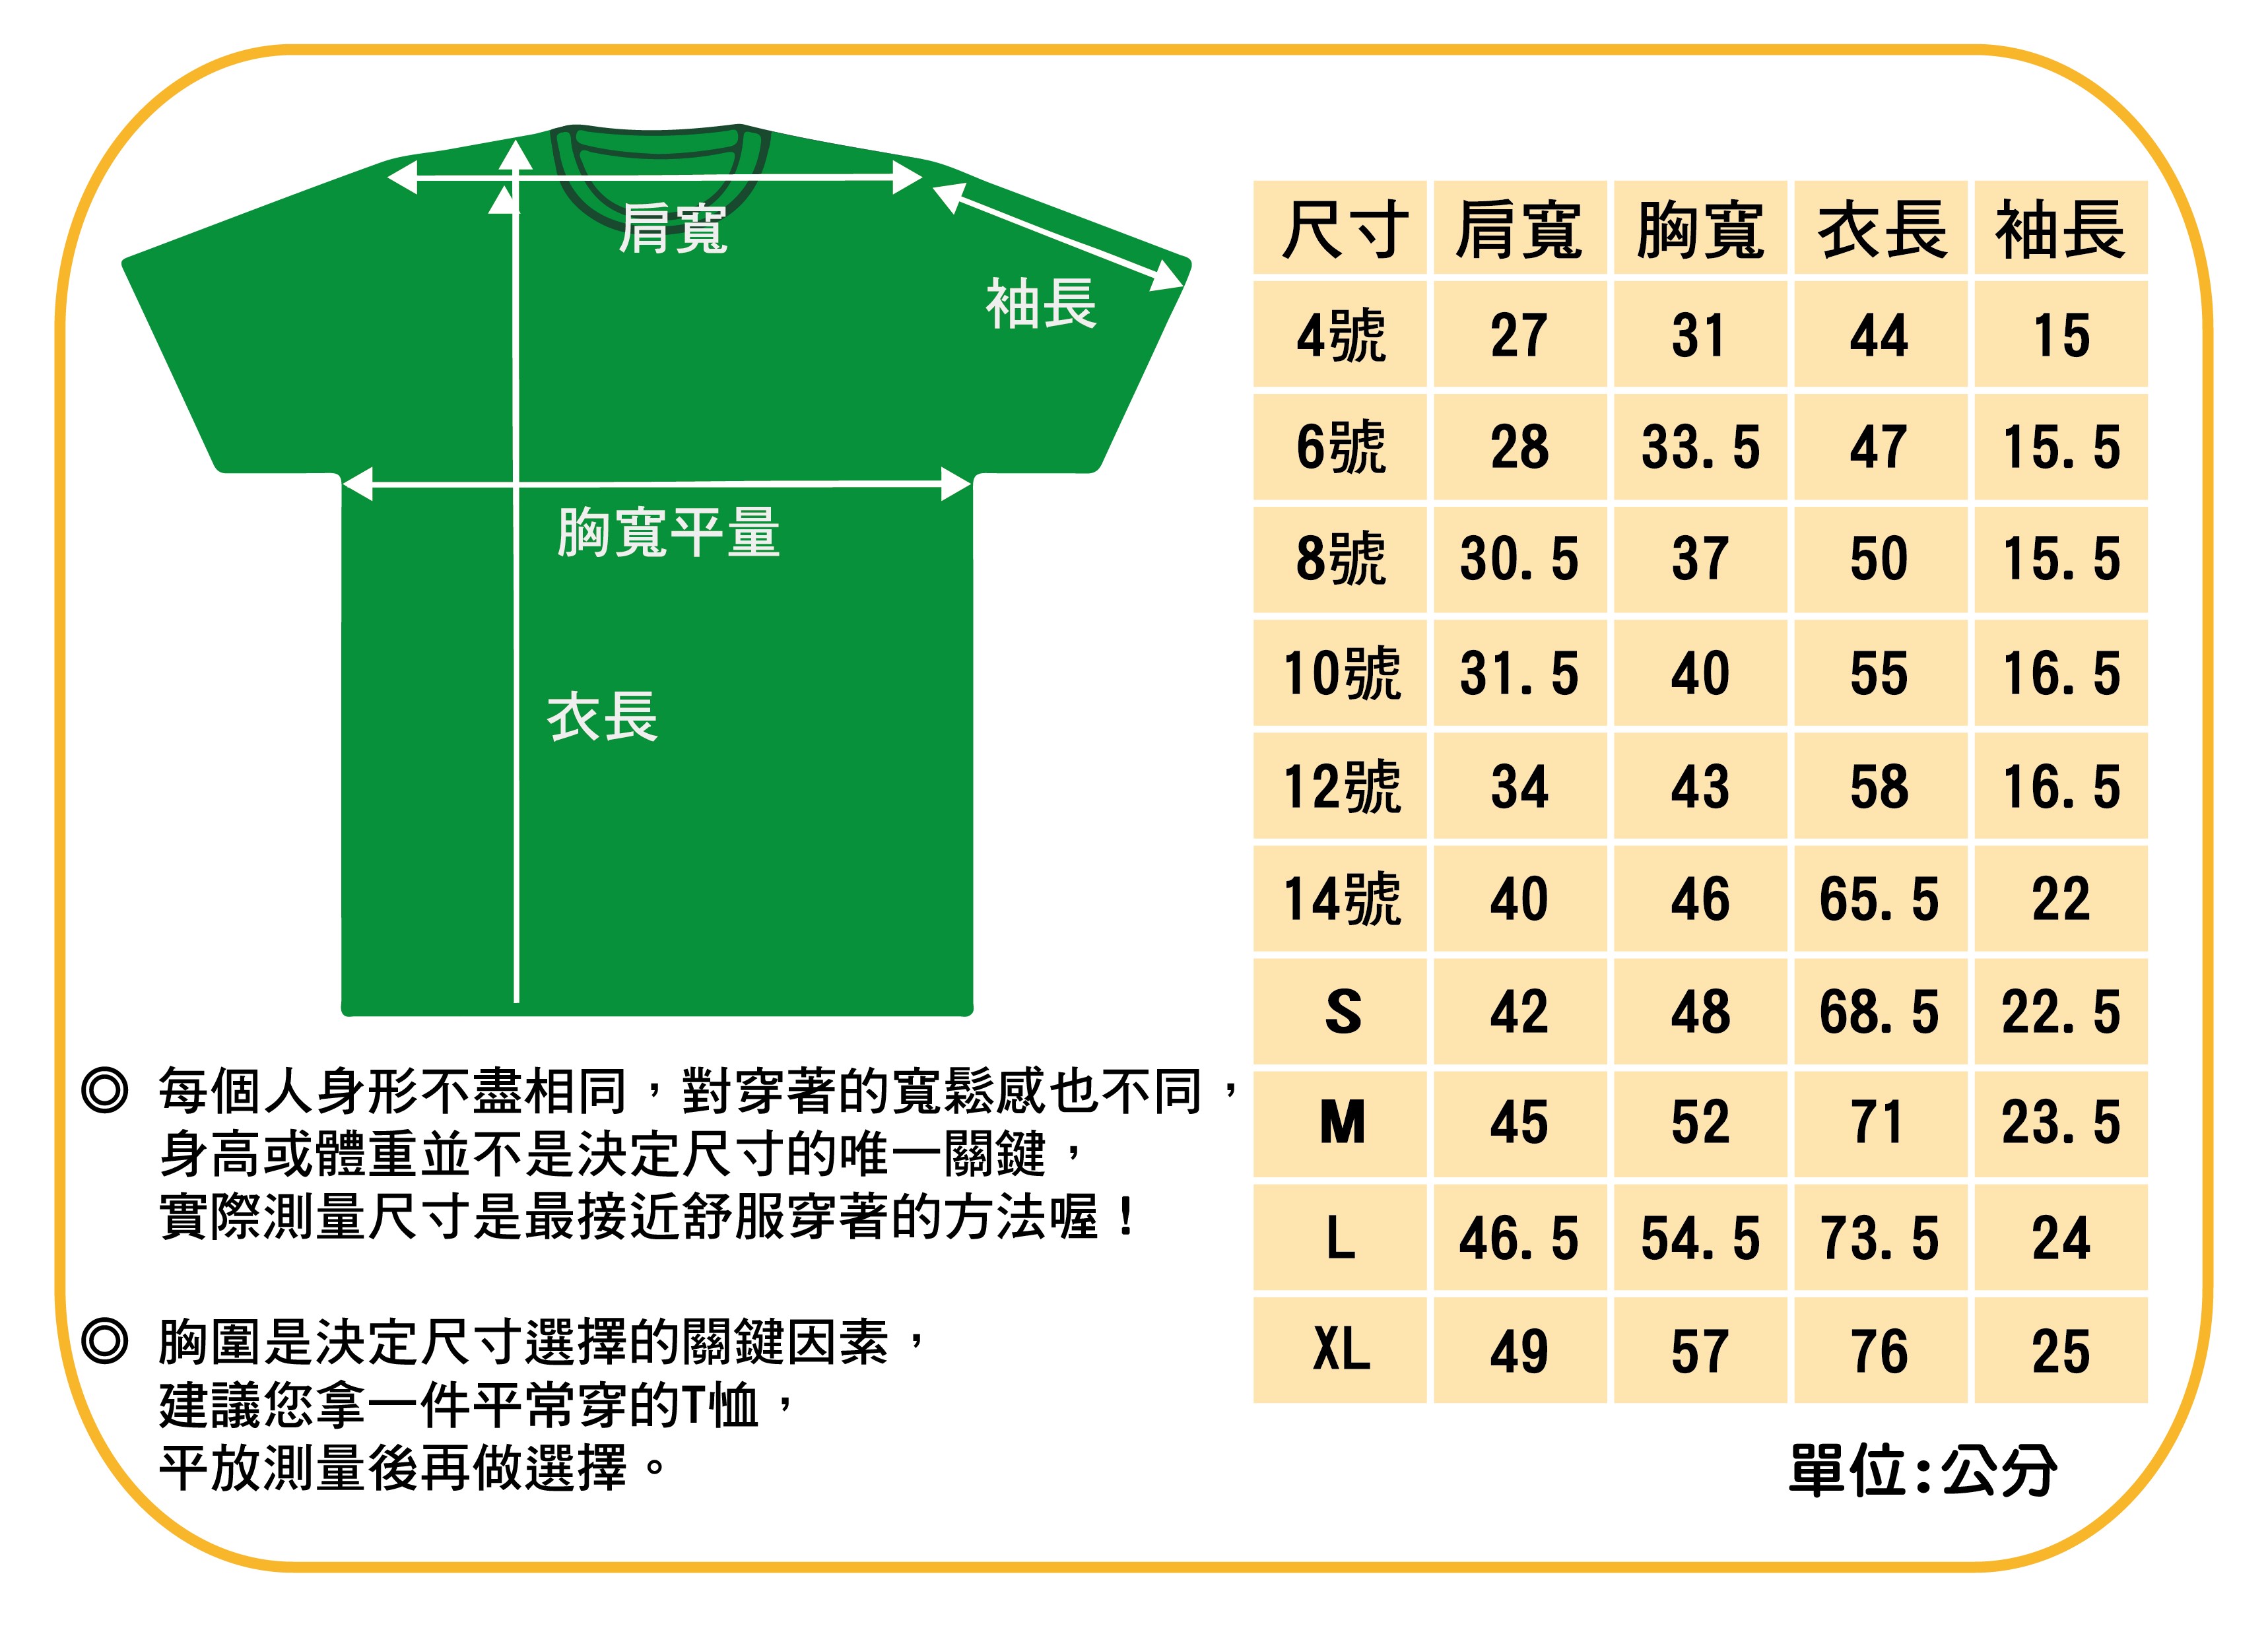 肩寬
袖長
胸寬平量
衣長
尺寸 肩寬 胸寬 衣長 袖長
4號 27 31 44 15
6號 28 33.5 47 15.5
8號 30.5 37 50 15.5
10號 31.5 40 55 16.5
12號 34 43 58 16.5
14號 40 46 65.5 22
S 42 48 68.5 22.5
M 45 52 71 23.5
L 46.5 54.5 73.5 24
XL 49 57 76 25
單位:公分
◎ 每個人身形不盡相同，對穿著的寬鬆感也不同，
身高或體重並不是決定尺寸的唯一關鍵，
實際測量尺寸是最接近舒服穿著的方法喔！
◎ 胸圍是決定尺寸選擇的關鍵因素，
建議您拿一件平常穿的T恤，
平放測量後再做選擇。